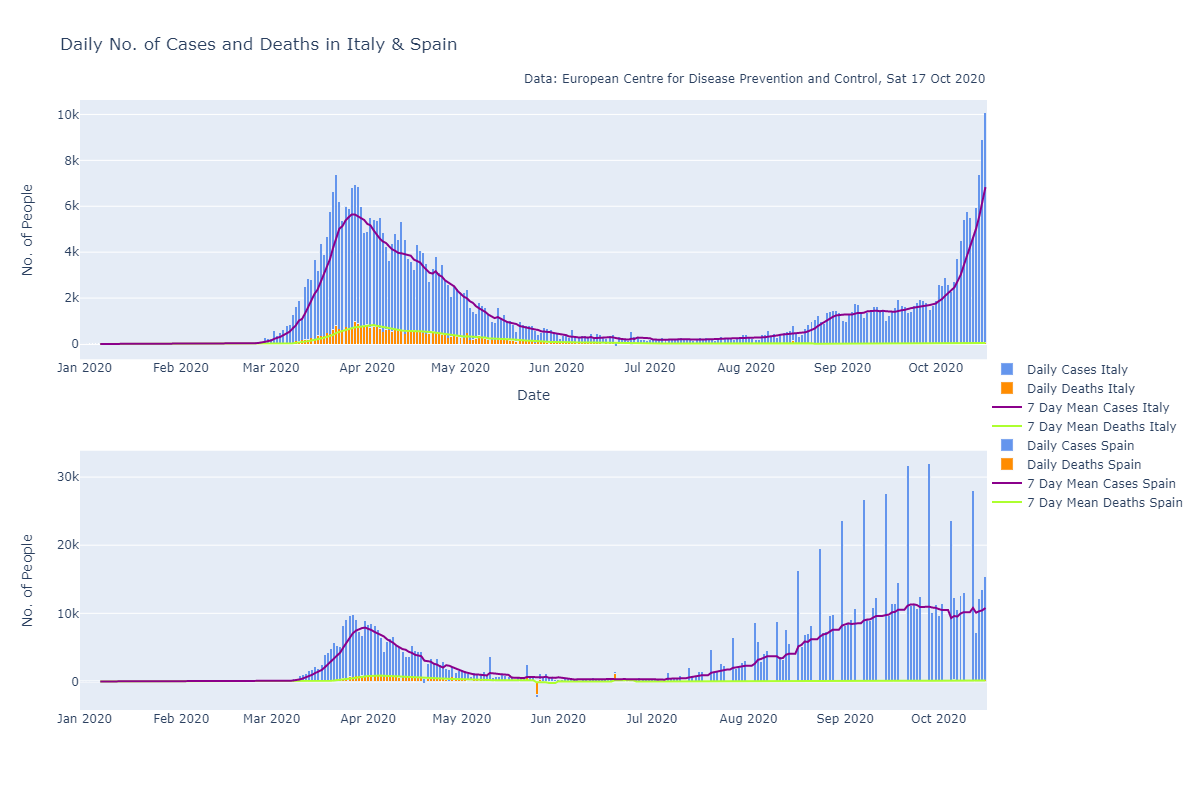 Daily No. of Cases and Deaths in Italy & Spain
Data: European Centre for Disease Prevention and Control, Sat 17 Oct 2020
No. of People
10k
8k
6k
4k
2k
0
Jan 2020 Feb 2020 Mar 2020 Apr 2020 May 2020 Jun 2020 Jul 2020 Aug 2020 Sep 2020 Oct 2020
Date
Daily Cases Italy
Daily Deaths Italy
7 Day Mean Cases Italy
7 Day Mean Deaths Italy
Daily Cases Spain
Daily Deaths Spain
7 Day Mean Cases Spain
7 Day Mean Deaths Spain
No. of People
30k
20k
10k
0
Jan 2020 Feb 2020 Mar 2020 Apr 2020 May 2020 Jun 2020 Jul 2020 Aug 2020 Sep 2020 Oct 2020